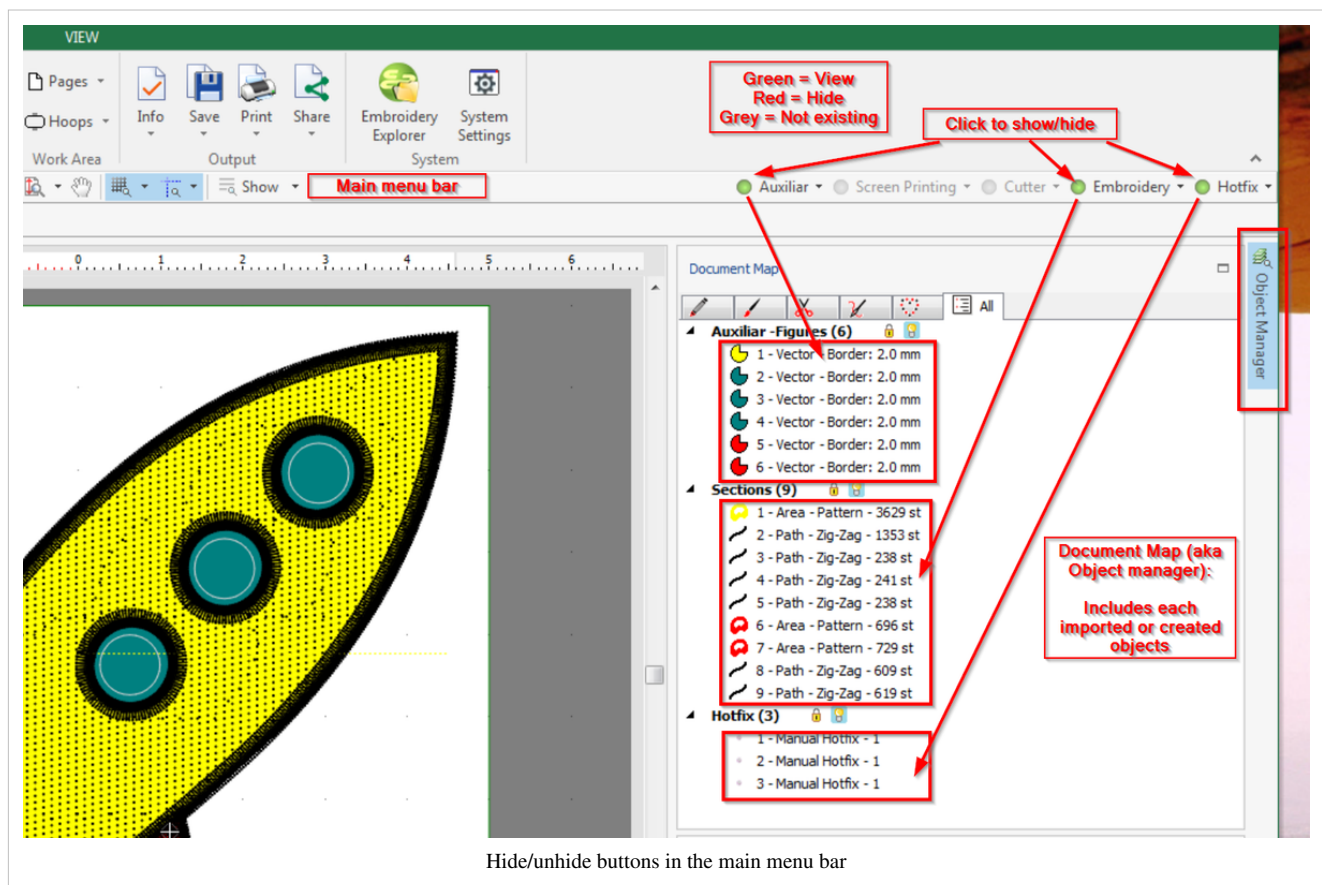 VIEW
Pages
Hoops
Info
Save
Print
Share
Embroidery
Explorer
System
Settings
Work Area
Output
System
Green = View
Red = Hide
Grey = Not existing
Click to show/hide
Show
Main menu bar
Auxiliar
Screen Printing
Cutter
Embroidery
Hotfix
0 1 2 3 4 5 6
Document Map
Object Manager
All
Auxiliar -Figures (6)
1 - Vector - Border: 2.0 mm
2 - Vector - Border: 2.0 mm
3 - Vector - Border: 2.0 mm
4 - Vector - Border: 2.0 mm
5 - Vector - Border: 2.0 mm
6 - Vector - Border: 2.0 mm
Sections (9)
1 - Area - Pattern - 3629 st
2 - Path - Zig-Zag - 1353 st
3 - Path - Zig-Zag - 238 st
4 - Path - Zig-Zag - 241 st
5 - Path - Zig-Zag - 238 st
6 - Area - Pattern - 696 st
7 - Area - Pattern - 729 st
8 - Path - Zig-Zag - 609 st
9 - Path - Zig-Zag - 619 st
Document Map (aka
Object manager):
Includes each
imported or created
objects
Hotfix (3)
1 - Manual Hotfix - 1
2 - Manual Hotfix - 1
3 - Manual Hotfix - 1
Hide/unhide buttons in the main menu bar